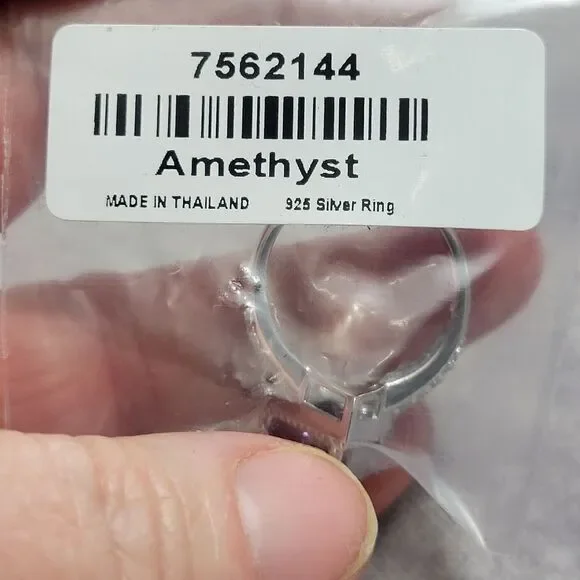 7562144
Amethyst
MADE IN THAILAND 925 Silver Ring